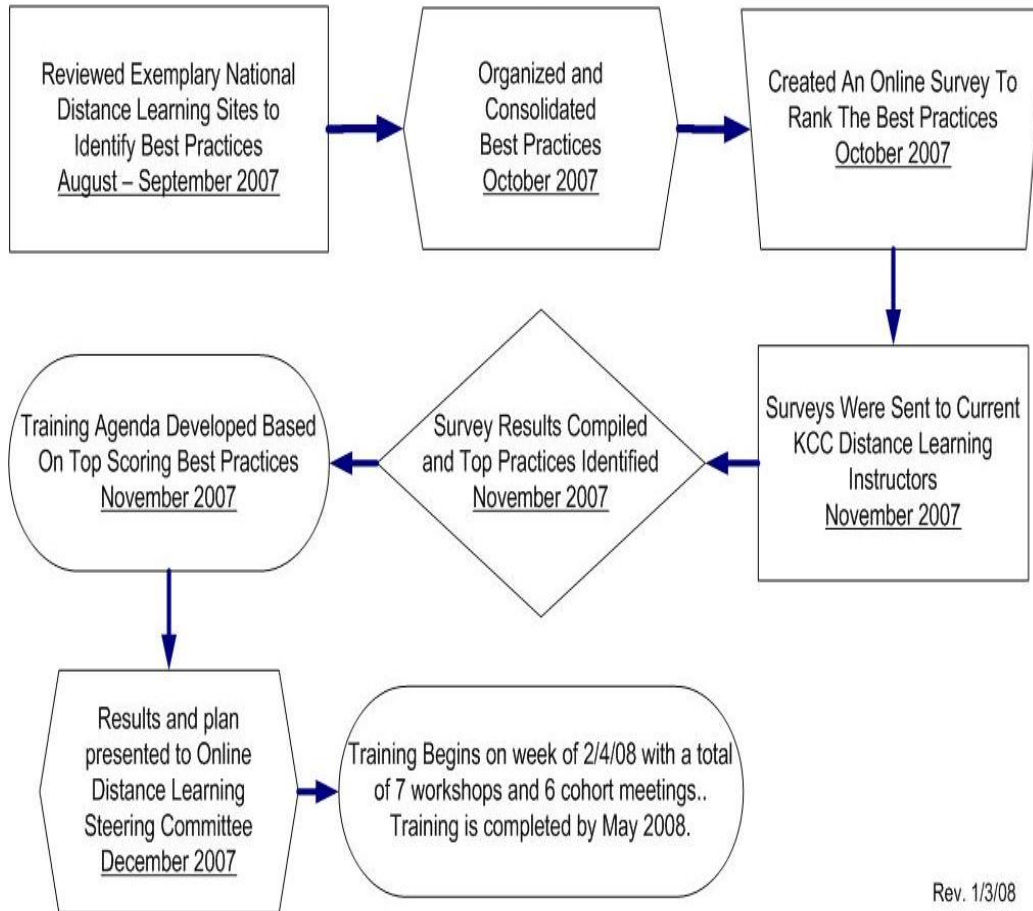 Reviewed Exemplary National
Distance Learning Sites to
Identify Best Practices
August – September 2007
Organized and
Consolidated
Best Practices
October 2007
Created An Online Survey To
Rank The Best Practices
October 2007
Surveys Were Sent to Current
KCC Distance Learning
Instructors
November 2007
Survey Results Compiled
and Top Practices Identified
November 2007
Training Agenda Developed Based
On Top Scoring Best Practices
November 2007
Results and plan
presented to Online
Distance Learning
Steering Committee
December 2007
Training Begins on week of 2/4/08 with a total
of 7 workshops and 6 cohort meetings..
Training is completed by May 2008.
Rev. 1/3/08